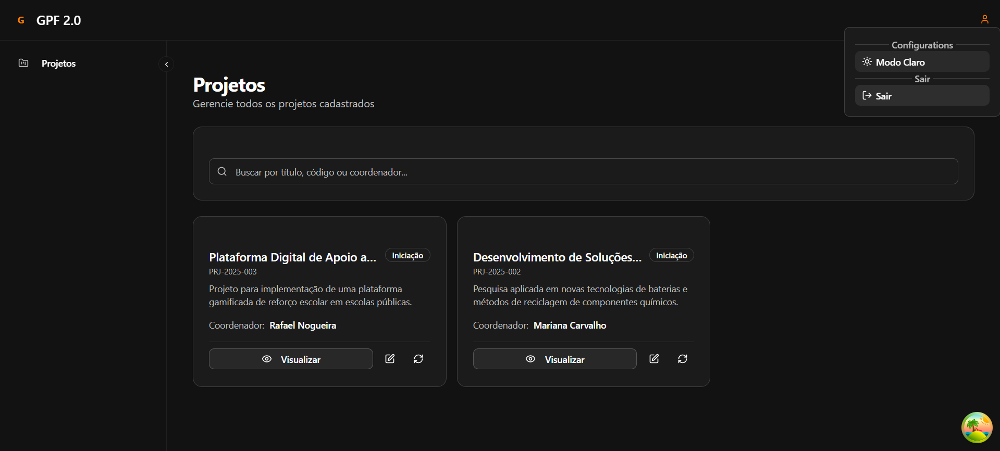 G GPF 2.0
Projetos
Configurations
Modo Claro
Sair
Sair
Projetos
Gerencie todos os projetos cadastrados
Buscar por título, código ou coordenador...
Plataforma Digital de Apoio a...
Iniciação
PRJ-2025-003
Projeto para implementação de uma plataforma
gamificada de reforço escolar em escolas públicas.
Coordenador: Rafael Nogueira
Visualizar
Desenvolvimento de Soluções...
Iniciação
PRJ-2025-002
Pesquisa aplicada em novas tecnologias de baterias e
métodos de reciclagem de componentes químicos.
Coordenador: Mariana Carvalho
Visualizar